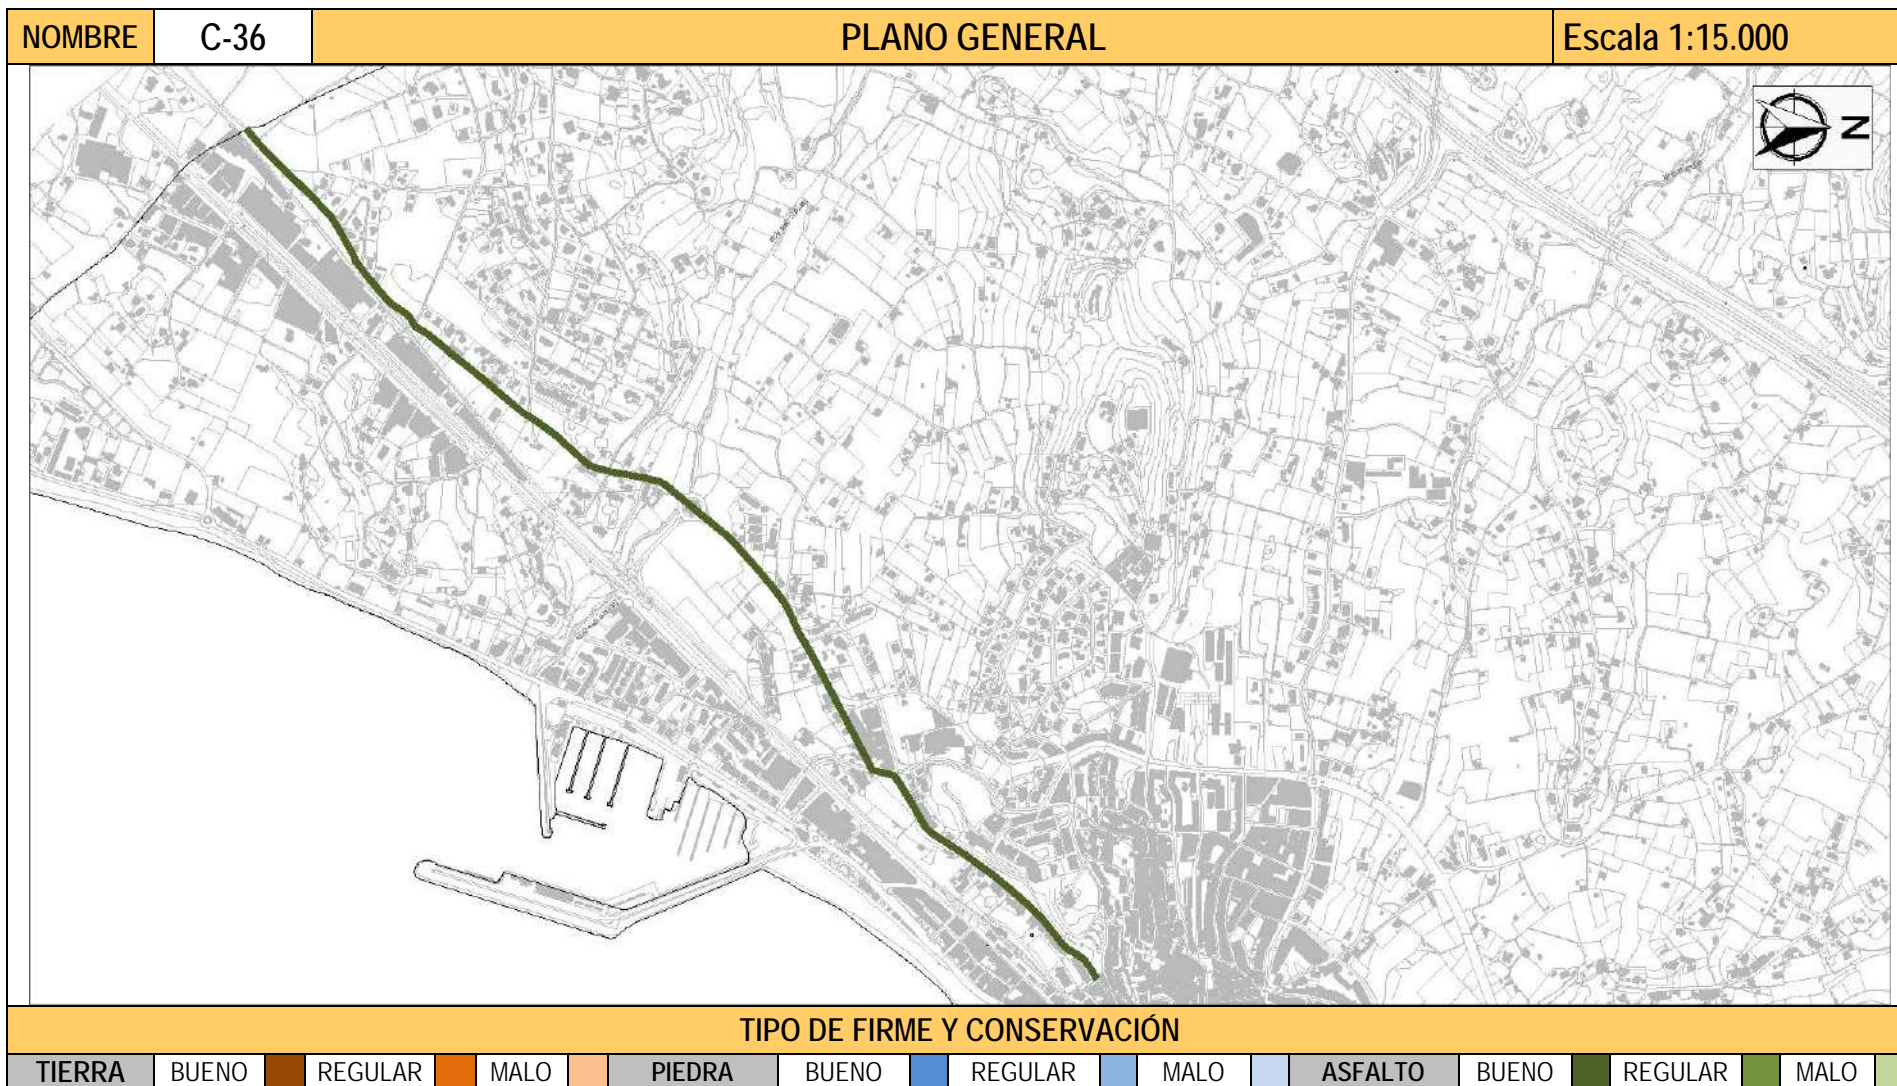 NOMBRE C-36 PLANO GENERAL Escala 1:15.000
N
TIPO DE FIRME Y CONSERVACIÓN
TIERRA BUENO REGULAR MALO PIEDRA BUENO REGULAR MALO ASFALTO BUENO REGULAR MALO